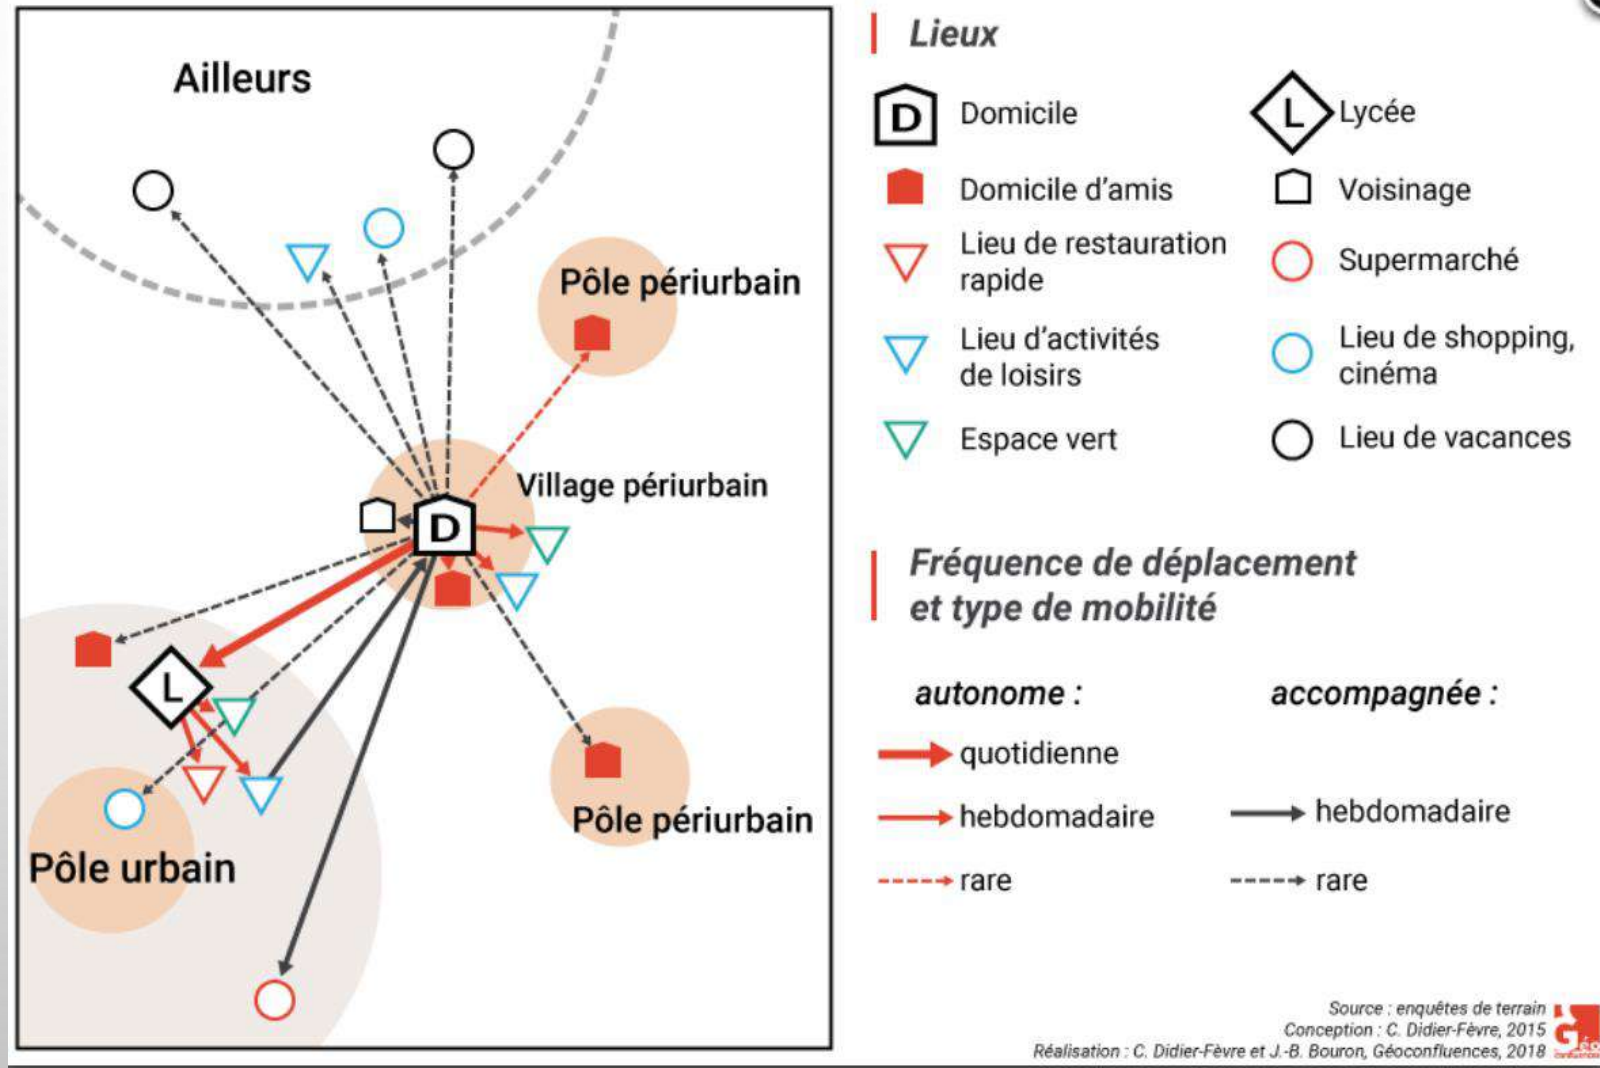 Ailleurs
Pôle périurbain
Village périurbain
D
L
Pôle urbain
Pôle périurbain
Lieux
D
Domicile
L
Lycée
Domicile d'amis
Voisinage
Lieu de restauration
rapide
Supermarché
Lieu d'activités
de loisirs
Lieu de shopping,
cinéma
Espace vert
Lieu de vacances
Fréquence de déplacement
et type de mobilité
autonome :
accompagnée :
quotidienne
hebdomadaire
hebdomadaire
rare
rare
Source : enquêtes de terrain
Conception : C. Didier-Fèvre, 2015
Réalisation : C. Didier-Fèvre et J.-B. Bouron, Géoconfluences, 2018
Géo
confluences